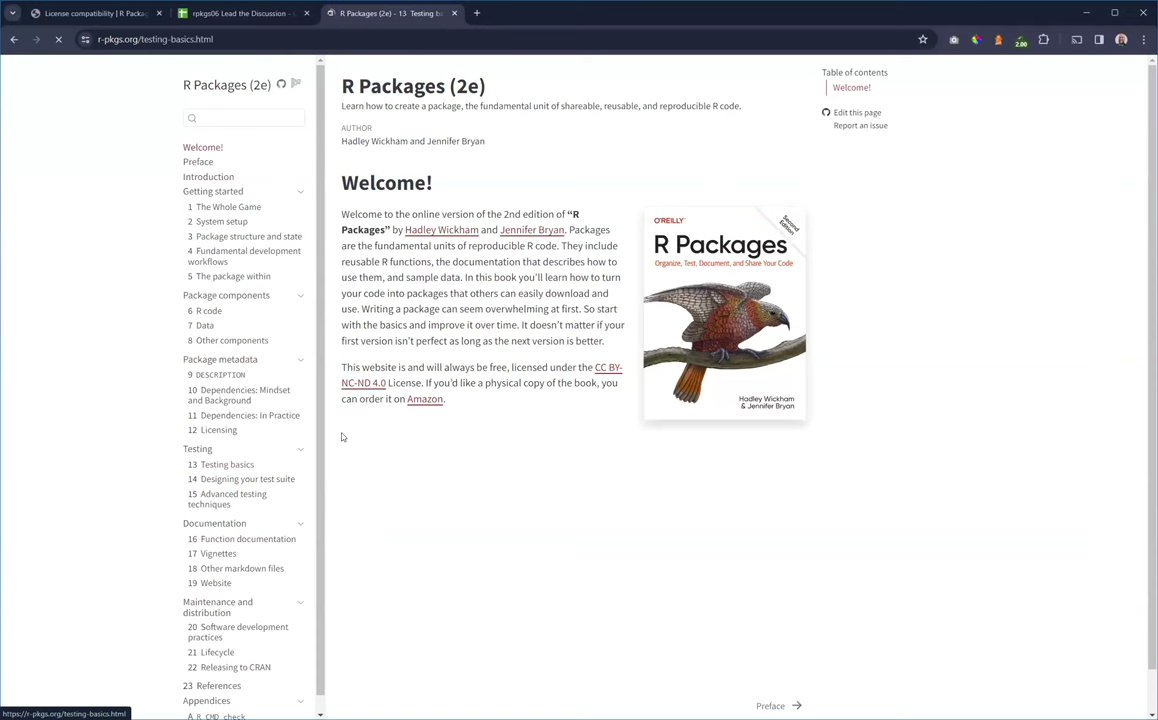 License compatibility | R Packag
rpkgs06 Lead the Discussion -
R Packages (2e) - 13 Testing ba
r-pkgs.org/testing-basics.html
2.00
R Packages (2e)
Welcome!
Preface
Introduction
Getting started
1 The Whole Game
2 System setup
3 Package structure and state
4 Fundamental development
workflows
5 The package within
Package components
6 R code
7 Data
8 Other components
Package metadata
9 DESCRIPTION
10 Dependencies: Mindset
and Background
11 Dependencies: In Practice
12 Licensing
Testing
13 Testing basics
14 Designing your test suite
15 Advanced testing
techniques
Documentation
16 Function documentation
17 Vignettes
18 Other markdown files
19 Website
Maintenance and
distribution
20 Software development
practices
21 Lifecycle
22 Releasing to CRAN
23 References
Appendices
A R CMD check
https://r-pkgs.org/testing-basics.html
R Packages (2e)
Learn how to create a package, the fundamental unit of shareable, reusable, and reproducible R code.
AUTHOR
Hadley Wickham and Jennifer Bryan
Welcome!
Welcome to the online version of the 2nd edition of “R
Packages” by Hadley Wickham and Jennifer Bryan. Packages
are the fundamental units of reproducible R code. They include
reusable R functions, the documentation that describes how to
use them, and sample data. In this book you’ll learn how to turn
your code into packages that others can easily download and
use. Writing a package can seem overwhelming at first. So start
with the basics and improve it over time. It doesn’t matter if your
first version isn’t perfect as long as the next version is better.
This website is and will always be free, licensed under the CC BY-
NC-ND 4.0 License. If you’d like a physical copy of the book, you
can order it on Amazon.
O'REILLY
Second
Edition
R Packages
Organize, Test, Document, and Share Your Code
Hadley Wickham
& Jennifer Bryan
Preface
Table of contents
Welcome!
Edit this page
Report an issue